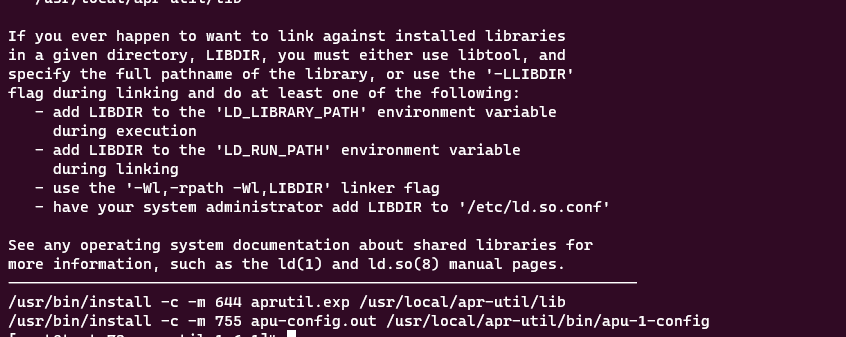 /usr/local/apr-util/lib
If you ever happen to want to link against installed libraries
in a given directory, LIBDIR, you must either use libtool, and
specify the full pathname of the library, or use the '-LLIBDIR'
flag during linking and do at least one of the following:
- add LIBDIR to the 'LD_LIBRARY_PATH' environment variable
during execution
- add LIBDIR to the 'LD_RUN_PATH' environment variable
during linking
- use the '-Wl,-rpath -Wl,LIBDIR' linker flag
- have your system administrator add LIBDIR to '/etc/ld.so.conf'
See any operating system documentation about shared libraries for
more information, such as the ld(1) and ld.so(8) manual pages.
/usr/bin/install -c -m 644 aprutil.exp /usr/local/apr-util/lib
/usr/bin/install -c -m 755 apu-config.out /usr/local/apr-util/bin/apu-1-config